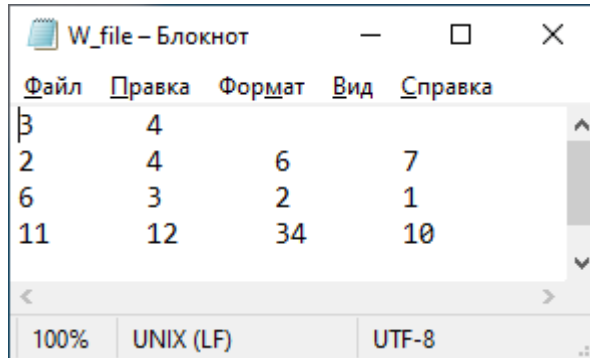 W_file – Блокнот
Файл Правка Формат Вид Справка
3 4
2 4 6 7
6 3 2 1
11 12 34 10
100% UNIX (LF) UTF-8